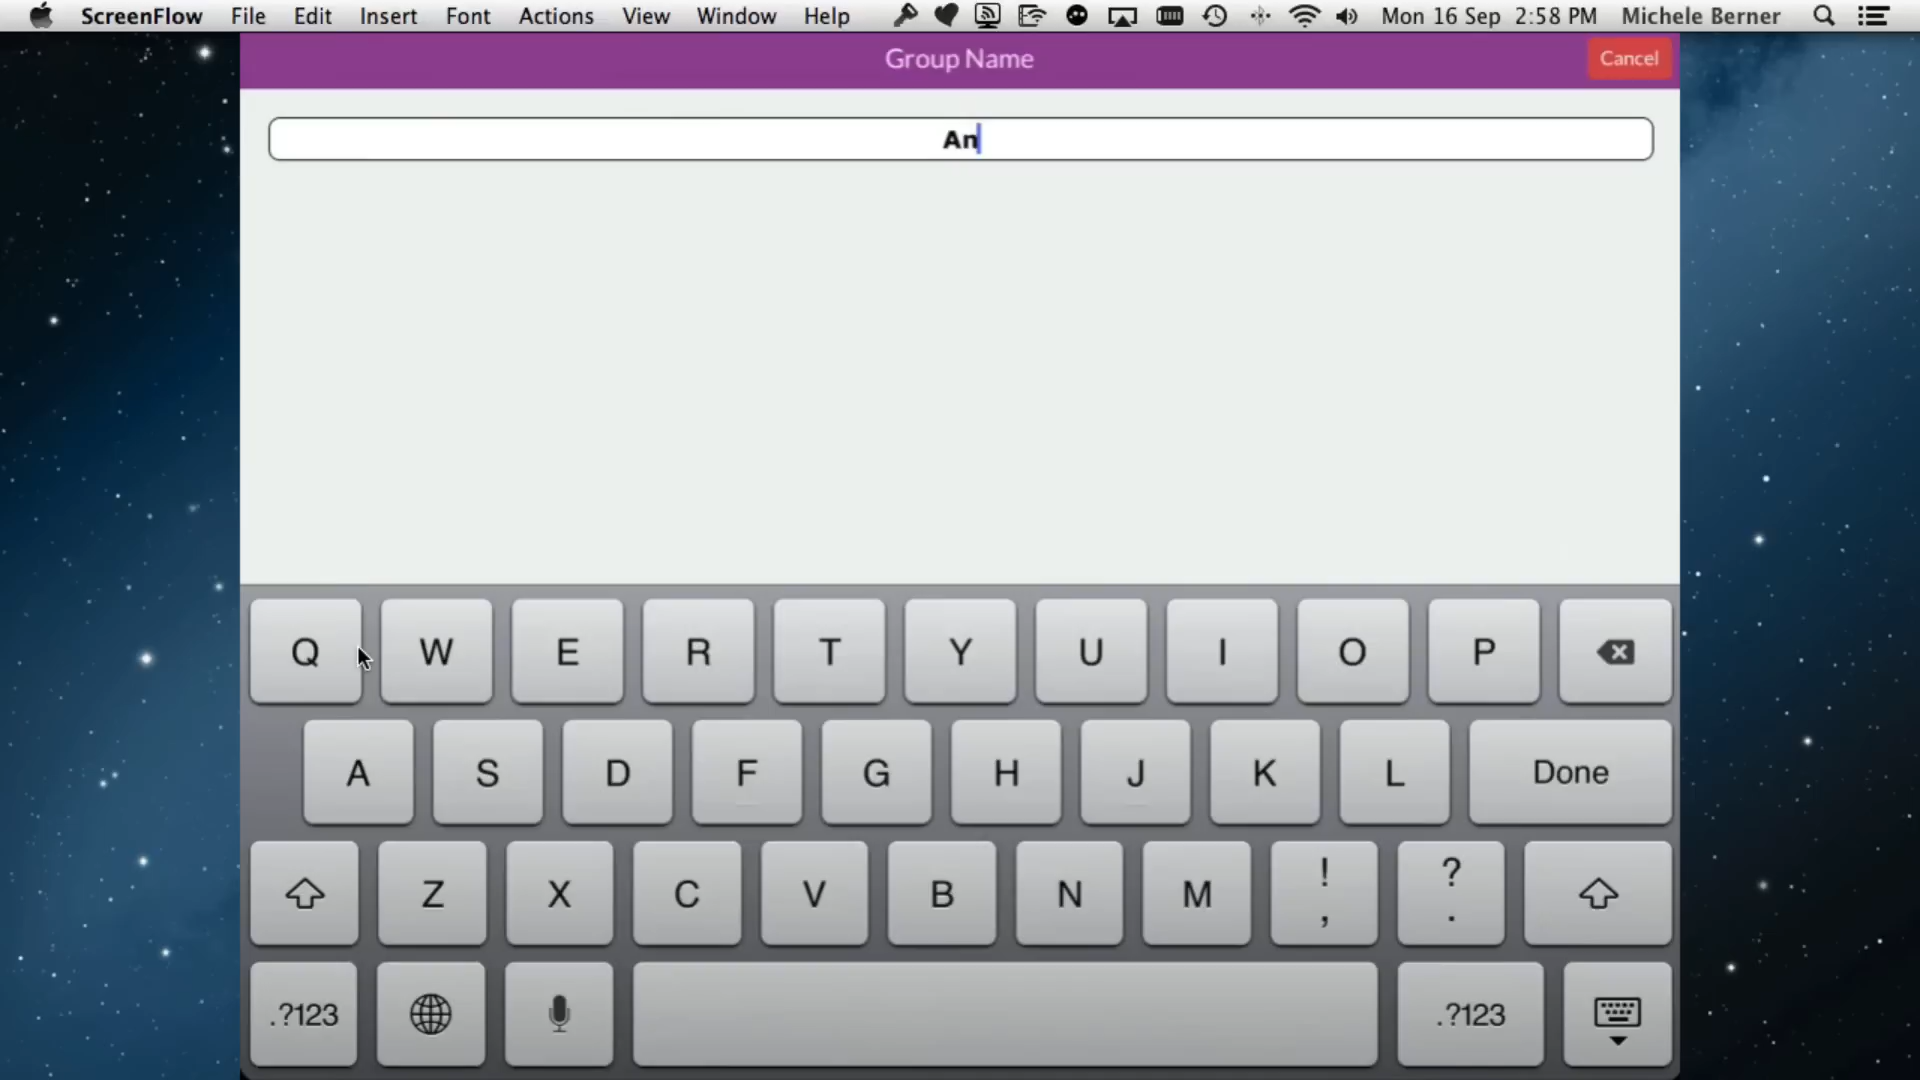 ScreenFlow File Edit Insert Font Actions View Window Help Mon 16 Sep 2:58 PM Michele Berner
Group Name Cancel
An
Q W E R T Y U I O P
A S D F G H J K L Done
Z X C V B N M ! , ? .
.?123 .?123